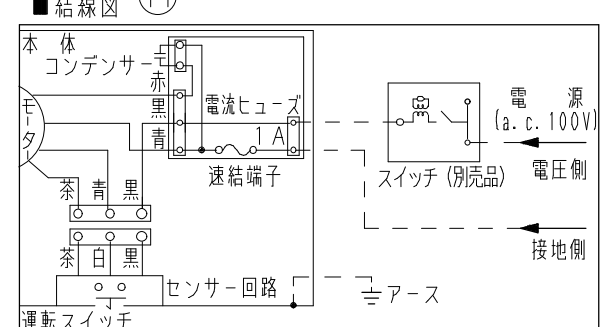 ■結線図
本体
コンデンサー
赤
黒
青
モーター
電流ヒューズ
1A
速結端子
スイッチ(別売品)
電源
(a.c.100V)
電圧側
接地側
茶 青 黒
茶 白 黒
センサー回路
アース
運転スイッチ